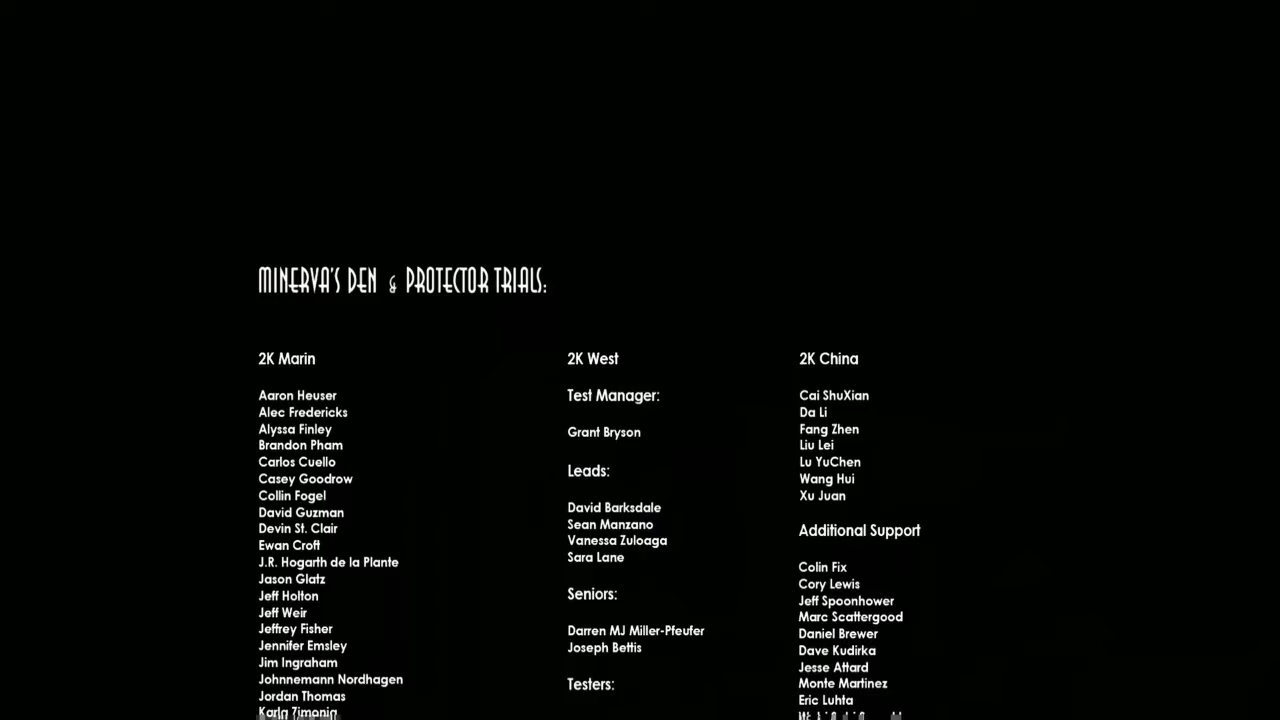 MINERVA'S DEN & PROTECTOR TRIALS:
2K Marin
Aaron Heuser
Alec Fredericks
Alyssa Finley
Brandon Pham
Carlos Cuello
Casey Goodrow
Collin Fogel
David Guzman
Devin St. Clair
Ewan Croft
J.R. Hogarth de la Plante
Jason Glatz
Jeff Holton
Jeff Weir
Jeffrey Fisher
Jennifer Emsley
Jim Ingraham
Johnnemann Nordhagen
Jordan Thomas
Karla Zimonja
2K West
Test Manager:
Grant Bryson
Leads:
David Barksdale
Sean Manzano
Vanessa Zuloaga
Sara Lane
Seniors:
Darren MJ Miller-Pfeufer
Joseph Bettis
Testers:
2K China
Cai ShuXian
Da Li
Fang Zhen
Liu Lei
Lu YuChen
Wang Hui
Xu Juan
Additional Support
Colin Fix
Cory Lewis
Jeff Spoonhower
Marc Scattergood
Daniel Brewer
Dave Kudirka
Jesse Attard
Monte Martinez
Eric Luhta